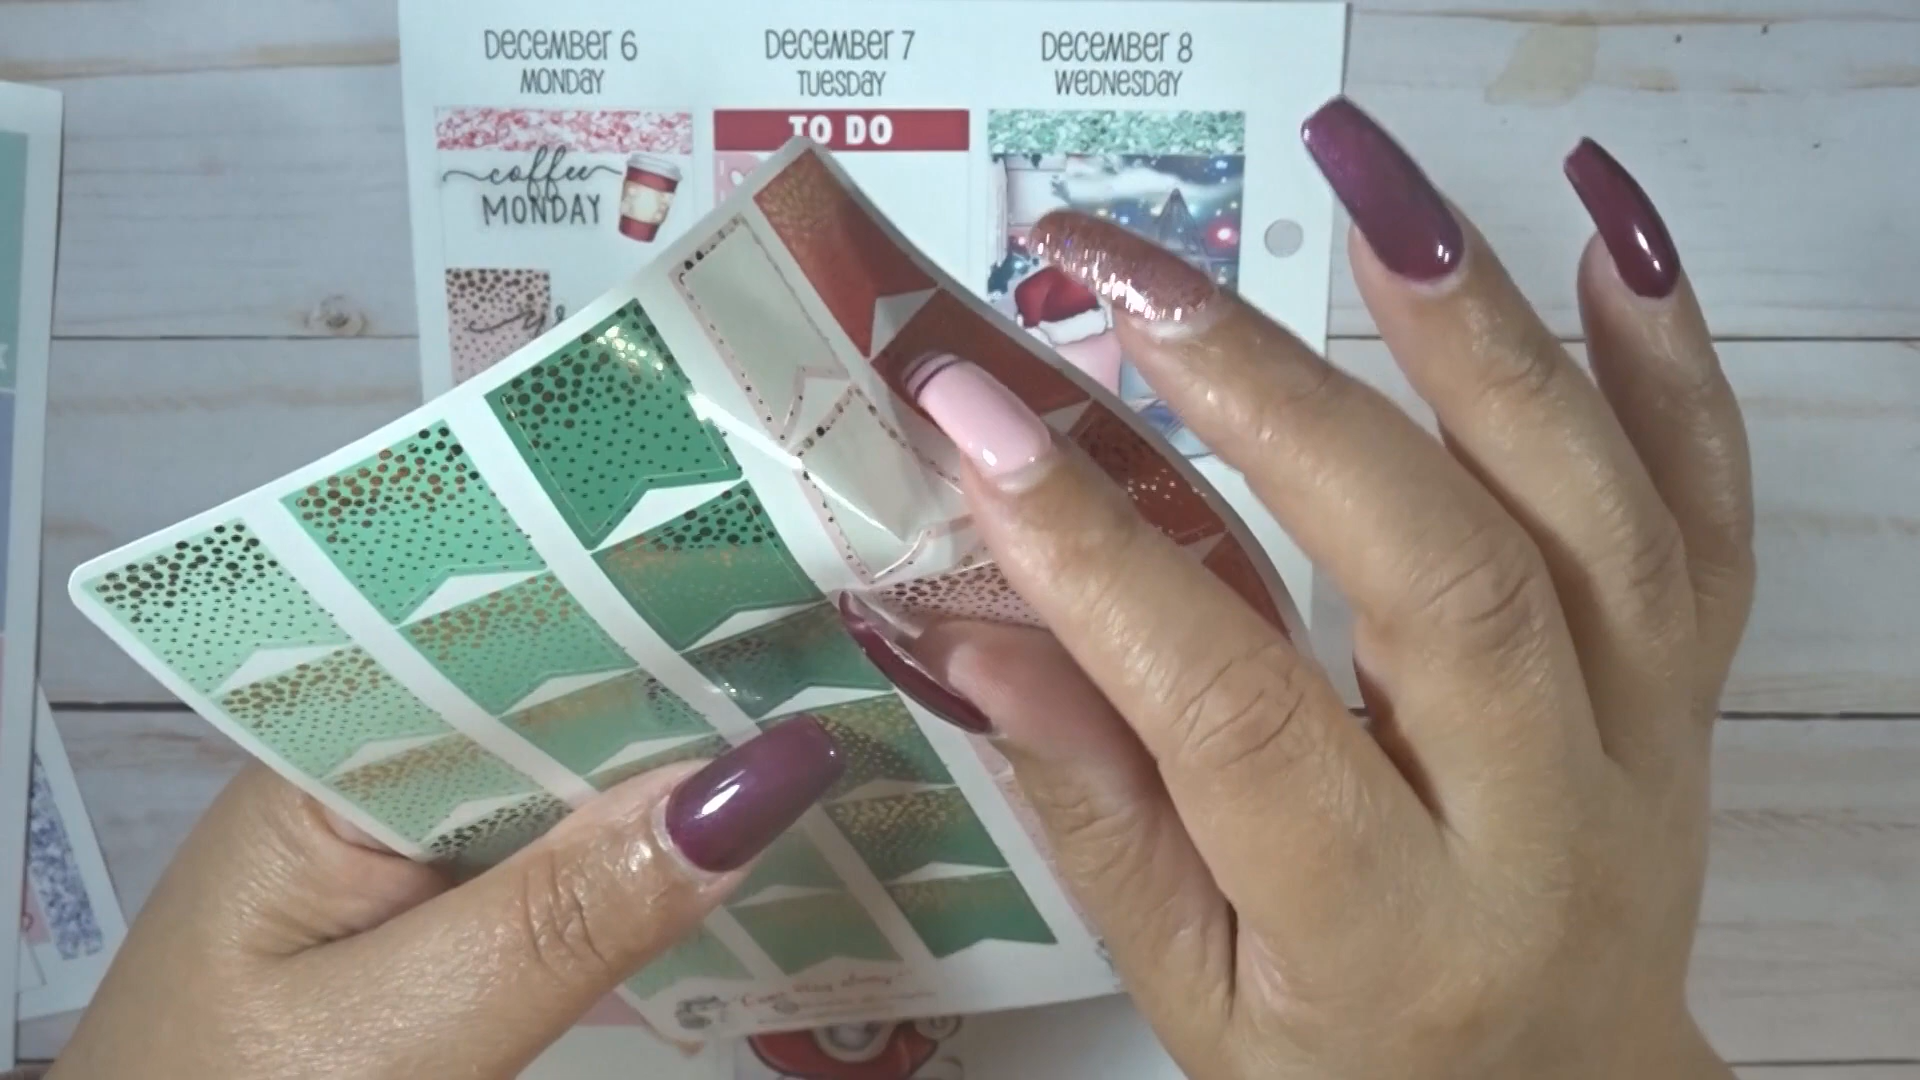 DECEMBER 6
MONDAY
DECEMBER 7
TUESDAY
DECEMBER 8
WEDNESDAY
TO DO
coffee
MONDAY